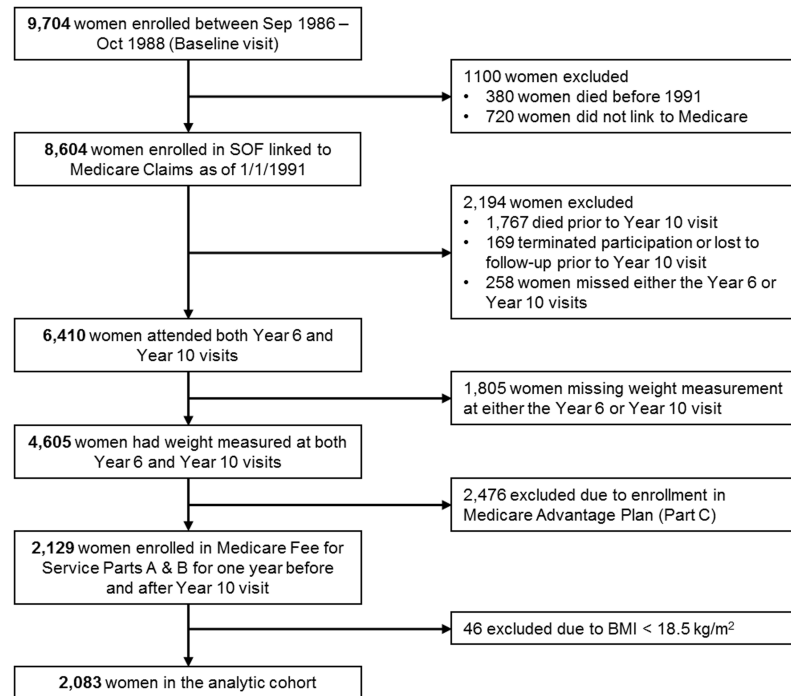 9,704 women enrolled between Sep 1986 –
Oct 1988 (Baseline visit)
1100 women excluded
• 380 women died before 1991
• 720 women did not link to Medicare
8,604 women enrolled in SOF linked to
Medicare Claims as of 1/1/1991
2,194 women excluded
• 1,767 died prior to Year 10 visit
• 169 terminated participation or lost to
follow-up prior to Year 10 visit
• 258 women missed either the Year 6 or
Year 10 visits
6,410 women attended both Year 6 and
Year 10 visits
1,805 women missing weight measurement
at either the Year 6 or Year 10 visit
4,605 women had weight measured at both
Year 6 and Year 10 visits
2,476 excluded due to enrollment in
Medicare Advantage Plan (Part C)
2,129 women enrolled in Medicare Fee for
Service Parts A & B for one year before
and after Year 10 visit
46 excluded due to BMI < 18.5 kg/m²
2,083 women in the analytic cohort